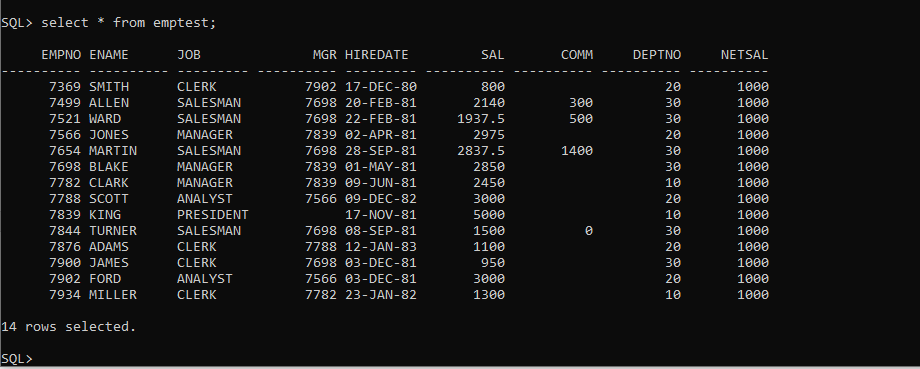 SQL> select * from emptest;
     EMPNO ENAME      JOB              MGR HIREDATE         SAL       COMM     DEPTNO     NETSAL
---------- ---------- --------- ---------- --------- ---------- ---------- ---------- ----------
      7369 SMITH      CLERK           7902 17-DEC-80        800                    20       1000
      7499 ALLEN      SALESMAN        7698 20-FEB-81       2140        300         30       1000
      7521 WARD       SALESMAN        7698 22-FEB-81     1937.5        500         30       1000
      7566 JONES      MANAGER         7839 02-APR-81       2975                    20       1000
      7654 MARTIN     SALESMAN        7698 28-SEP-81     2837.5       1400         30       1000
      7698 BLAKE      MANAGER         7839 01-MAY-81       2850                    30       1000
      7782 CLARK      MANAGER         7839 09-JUN-81       2450                    10       1000
      7788 SCOTT      ANALYST         7566 09-DEC-82       3000                    20       1000
      7839 KING       PRESIDENT            17-NOV-81       5000                    10       1000
      7844 TURNER     SALESMAN        7698 08-SEP-81       1500          0         30       1000
      7876 ADAMS      CLERK           7788 12-JAN-83       1100                    20       1000
      7900 JAMES      CLERK           7698 03-DEC-81        950                    30       1000
      7902 FORD       ANALYST         7566 03-DEC-81       3000                    20       1000
      7934 MILLER     CLERK           7782 23-JAN-82       1300                    10       1000
14 rows selected.
SQL>